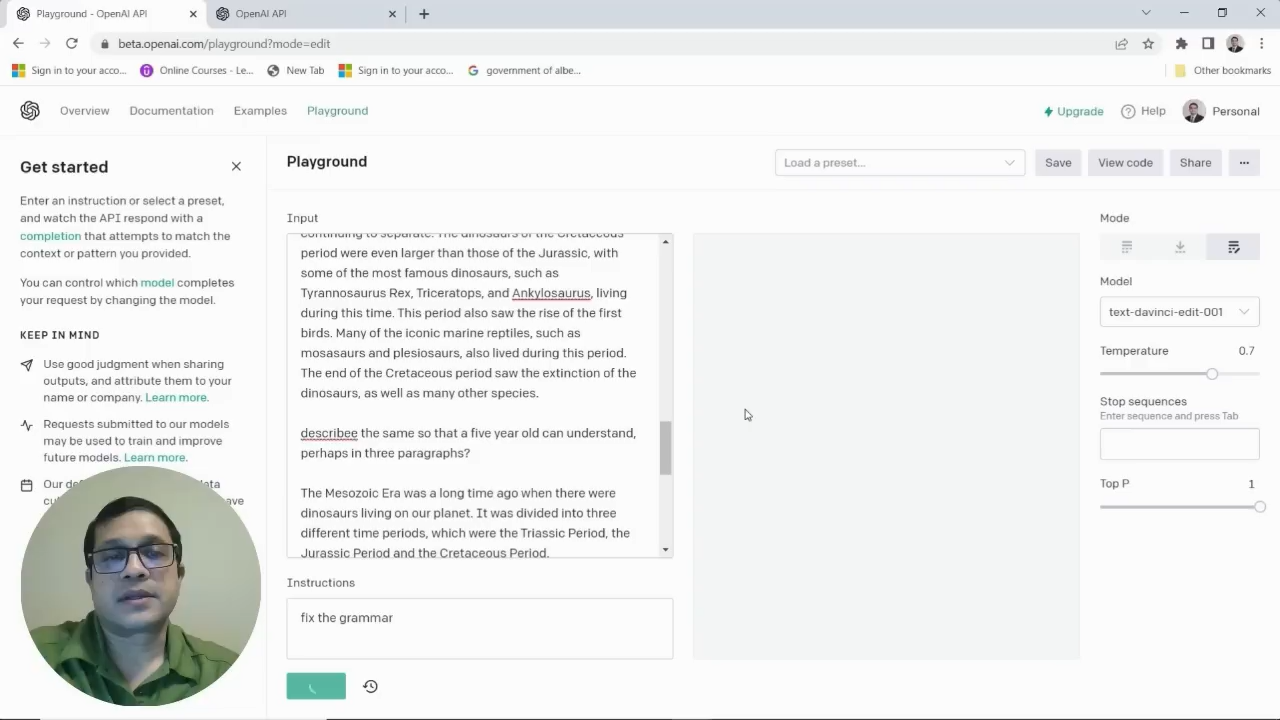 Playground - OpenAI API
OpenAI API
beta.openai.com/playground?mode=edit
Sign in to your acco...
Online Courses - Le...
New Tab
Sign in to your acco...
government of albe...
Other bookmarks
Overview
Documentation
Examples
Playground
Upgrade
Help
Personal
Get started
Enter an instruction or select a preset,
and watch the API respond with a
completion that attempts to match the
context or pattern you provided.
You can control which model completes
your request by changing the model.
KEEP IN MIND
Use good judgment when sharing
outputs, and attribute them to your
name or company. Learn more.
Requests submitted to our models
may be used to train and improve
future models. Learn more.
Our
Playground
Load a preset...
Save
View code
Share
Input
continuing to separate. The dinosaurs of the Cretaceous
period were even larger than those of the Jurassic, with
some of the most famous dinosaurs, such as
Tyrannosaurus Rex, Triceratops, and Ankylosaurus, living
during this time. This period also saw the rise of the first
birds. Many of the iconic marine reptiles, such as
mosasaurs and plesiosaurs, also lived during this period.
The end of the Cretaceous period saw the extinction of the
dinosaurs, as well as many other species.
describee the same so that a five year old can understand,
perhaps in three paragraphs?
The Mesozoic Era was a long time ago when there were
dinosaurs living on our planet. It was divided into three
different time periods, which were the Triassic Period, the
Jurassic Period and the Cretaceous Period.
Instructions
fix the grammar
Mode
Model
text-davinci-edit-001
Temperature 0.7
Stop sequences
Enter sequence and press Tab
Top P 1